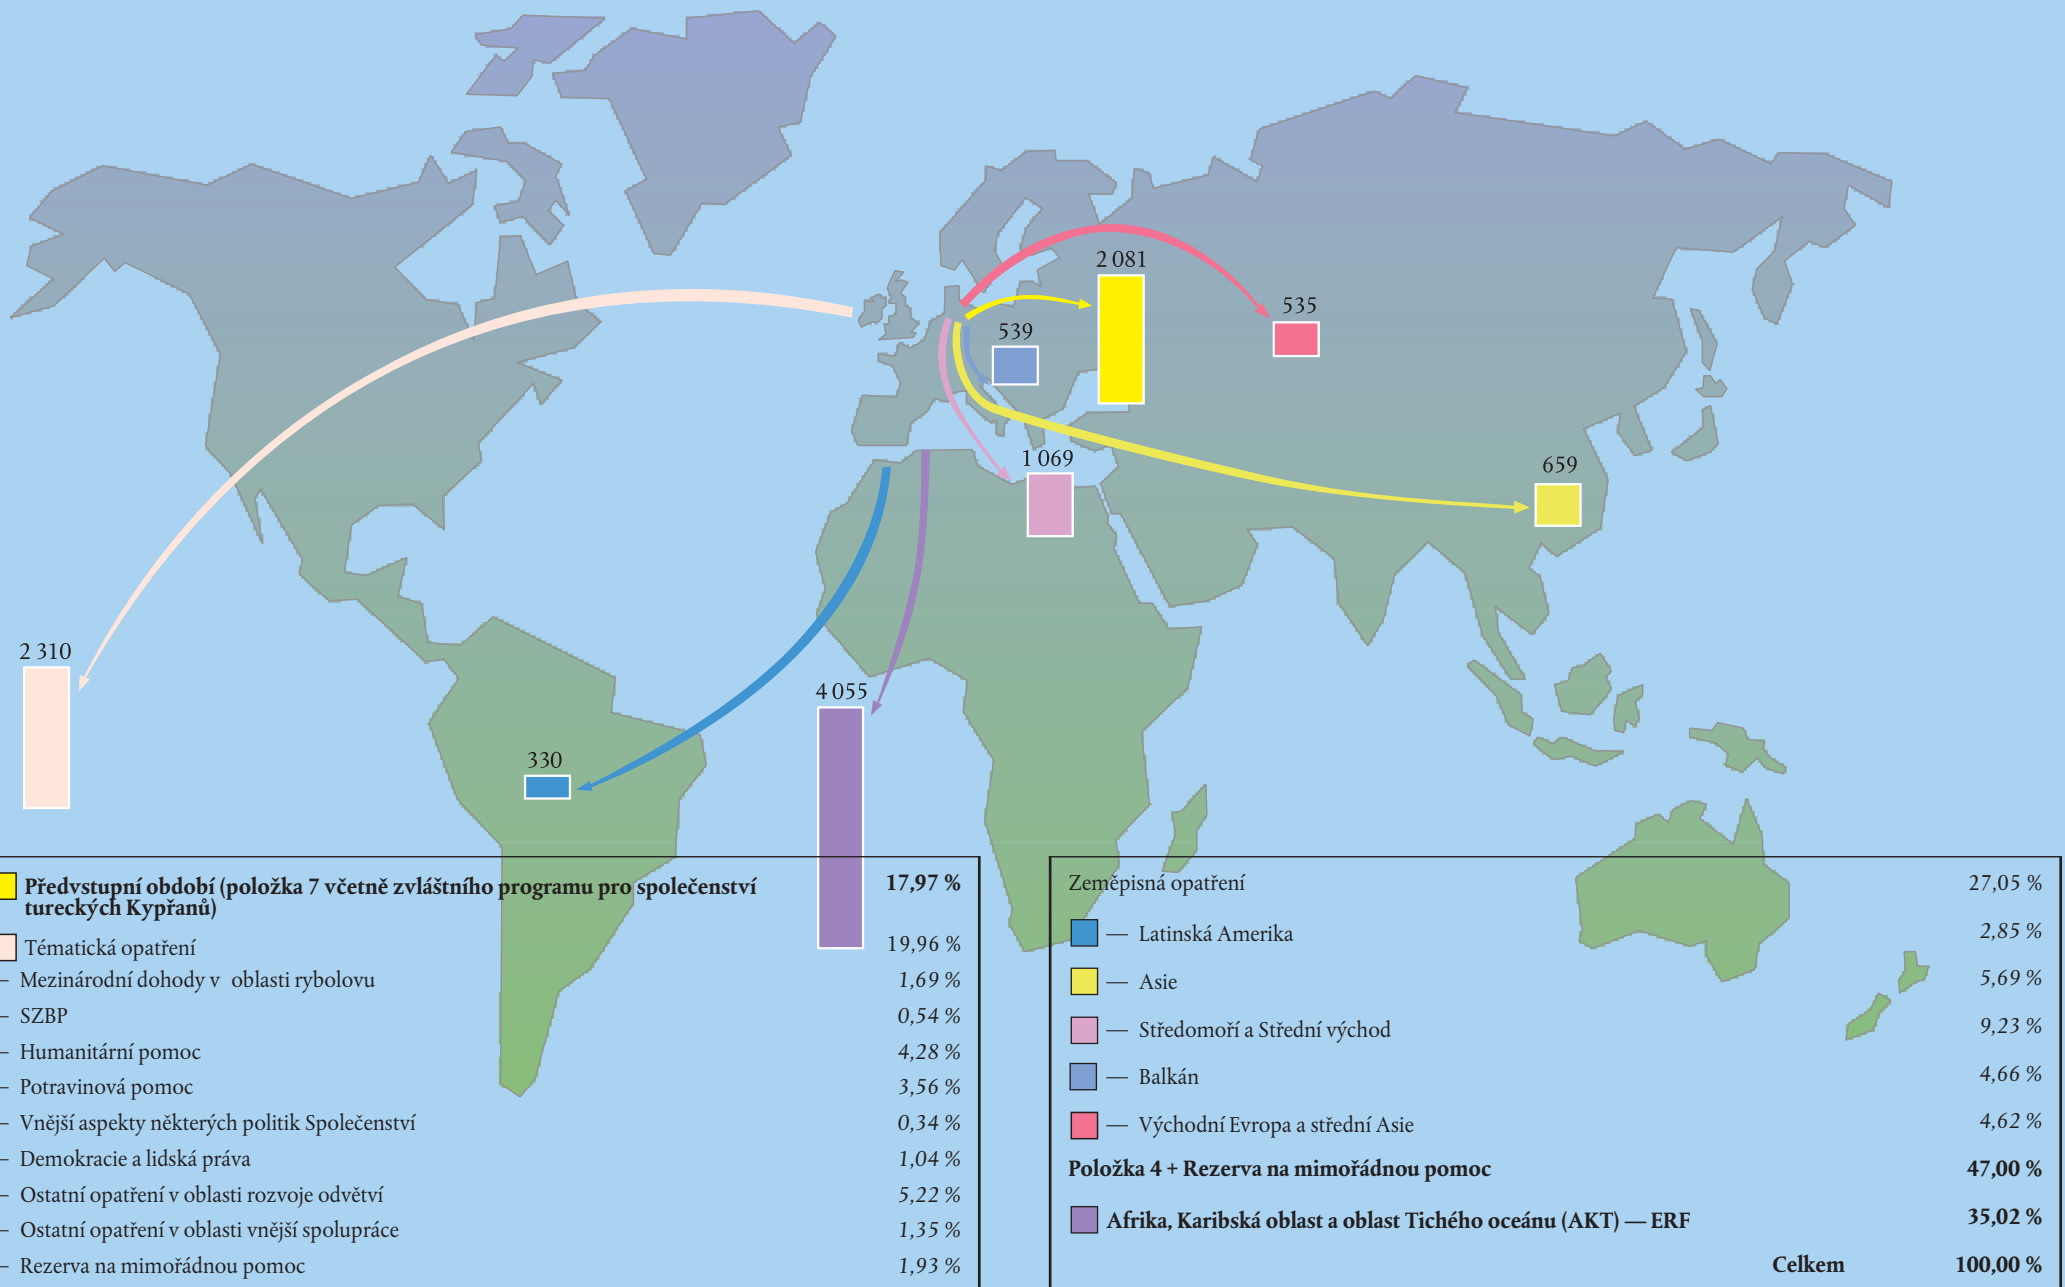 2 081
535
539
1 069
659
2 310
4 055
330
Předvstupní období (položka 7 včetně zvláštního programu pro společenství 17,97 %
tureckých Kypřanů)
Tématická opatření 19,96 %
– Mezinárodní dohody v oblasti rybolovu 1,69 %
– SZBP 0,54 %
– Humanitární pomoc 4,28 %
– Potravinová pomoc 3,56 %
– Vnější aspekty některých politik Společenství 0,34 %
– Demokracie a lidská práva 1,04 %
– Ostatní opatření v oblasti rozvoje odvětví 5,22 %
– Ostatní opatření v oblasti vnější spolupráce 1,35 %
– Rezerva na mimořádnou pomoc 1,93 %
Zeměpisná opatření 27,05 %
— Latinská Amerika 2,85 %
— Asie 5,69 %
— Středomoří a Střední východ 9,23 %
— Balkán 4,66 %
— Východní Evropa a střední Asie 4,62 %
Položka 4 + Rezerva na mimořádnou pomoc 47,00 %
Afrika, Karibská oblast a oblast Tichého oceánu (AKT) — ERF 35,02 %
Celkem 100,00 %